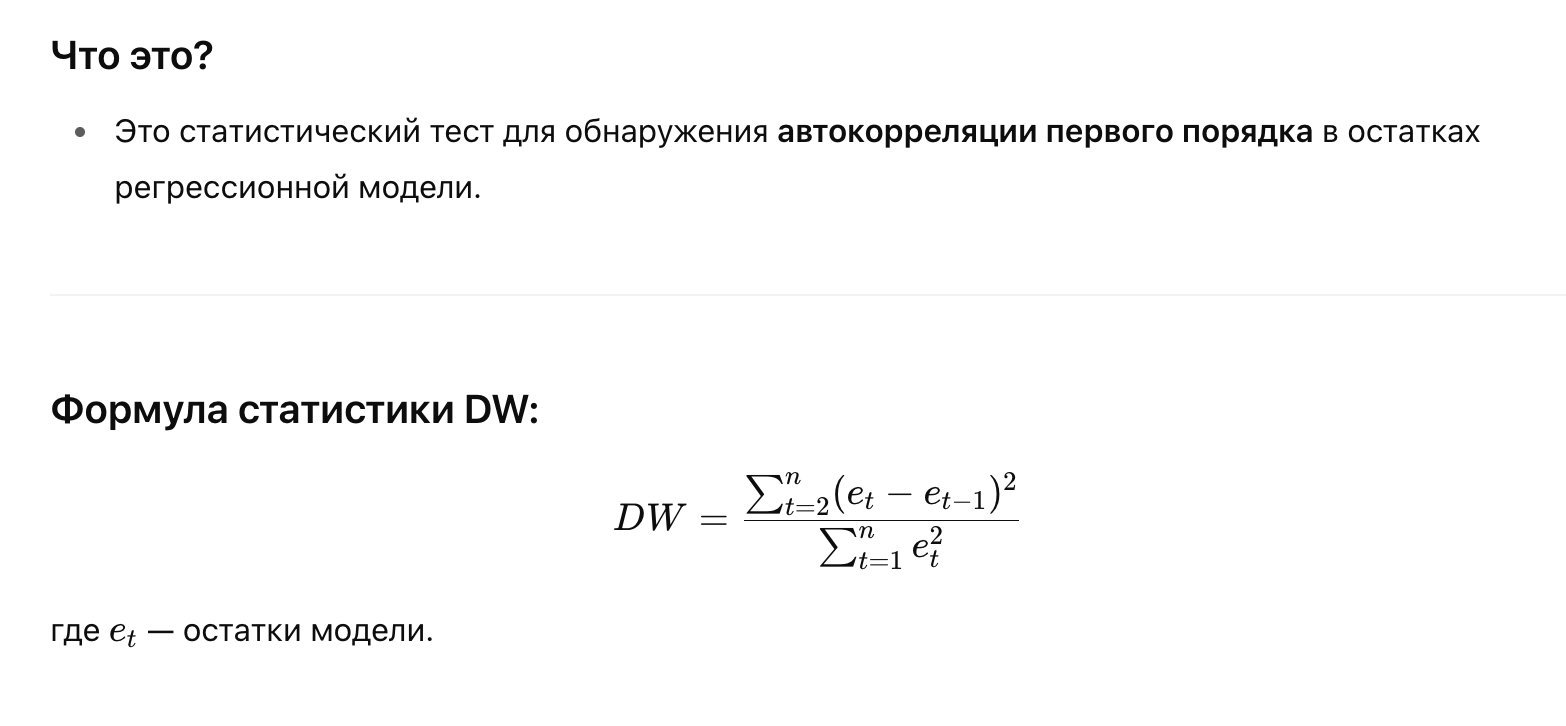 Что это?
• Это статистический тест для обнаружения автокорреляции первого порядка в остатках
регрессионной модели.
Формула статистики DW:
$DW = \frac{\sum_{t=2}^{n}(e_t - e_{t-1})^2}{\sum_{t=1}^{n} e_t^2}$
где $e_t$ — остатки модели.